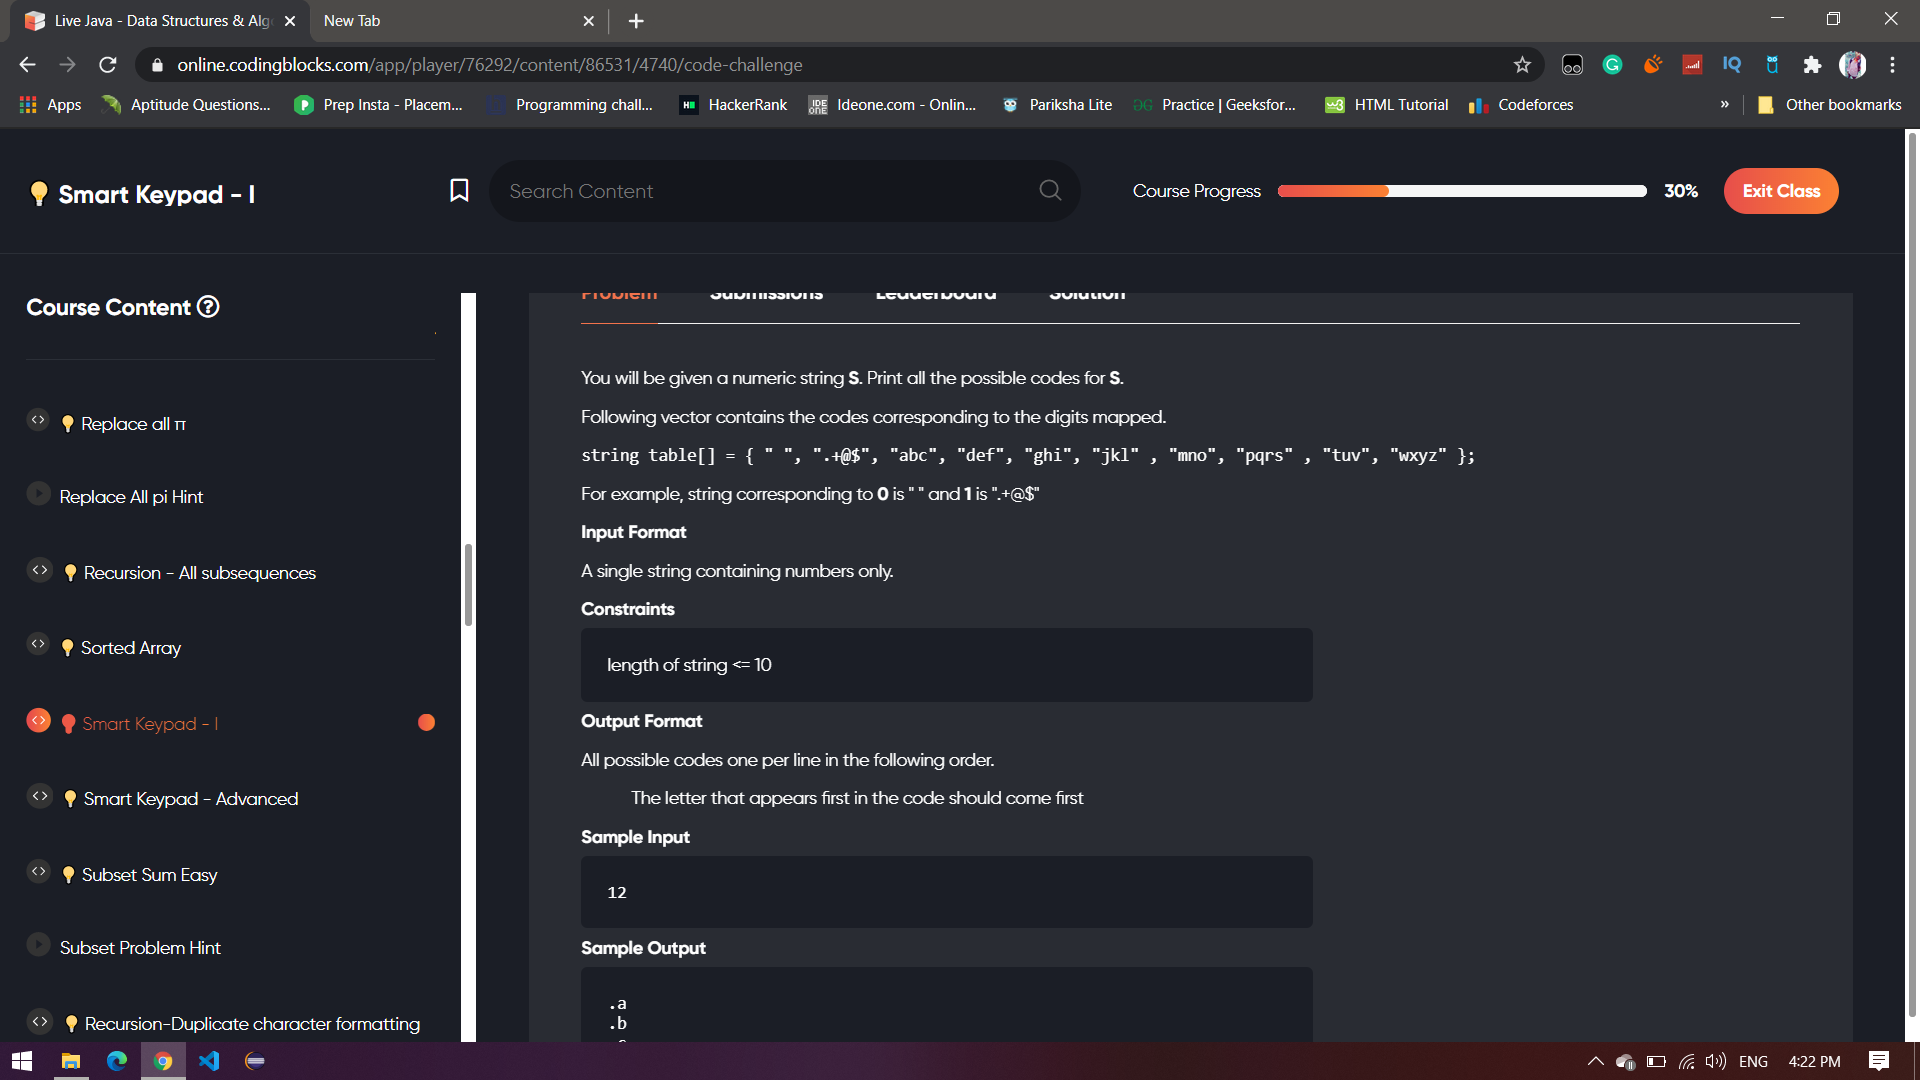 Live Java - Data Structures & Alg
New Tab
online.codingblocks.com/app/player/76292/content/86531/4740/code-challenge
IQ
Apps
Aptitude Questions...
Prep Insta - Placem...
Programming chall...
HackerRank
IDE
ONE
Ideone.com - Onlin...
Pariksha Lite
Practice | Geeksfor...
HTML Tutorial
Codeforces
»
Other bookmarks
Smart Keypad - I
Search Content
Course Progress
30%
Exit Class
Course Content
Problem
Submissions
Leaderboard
Solution
Replace all π
Replace All pi Hint
Recursion - All subsequences
Sorted Array
Smart Keypad - I
Smart Keypad - Advanced
Subset Sum Easy
Subset Problem Hint
Recursion-Duplicate character formatting
You will be given a numeric string S. Print all the possible codes for S.
Following vector contains the codes corresponding to the digits mapped.
string table[] = { " ", ".+@$", "abc", "def", "ghi", "jkl" , "mno", "pqrs" , "tuv", "wxyz" };
For example, string corresponding to 0 is " " and 1 is ".+@$"
Input Format
A single string containing numbers only.
Constraints
length of string <= 10
Output Format
All possible codes one per line in the following order.
The letter that appears first in the code should come first
Sample Input
12
Sample Output
.a
.b
ENG
4:22 PM